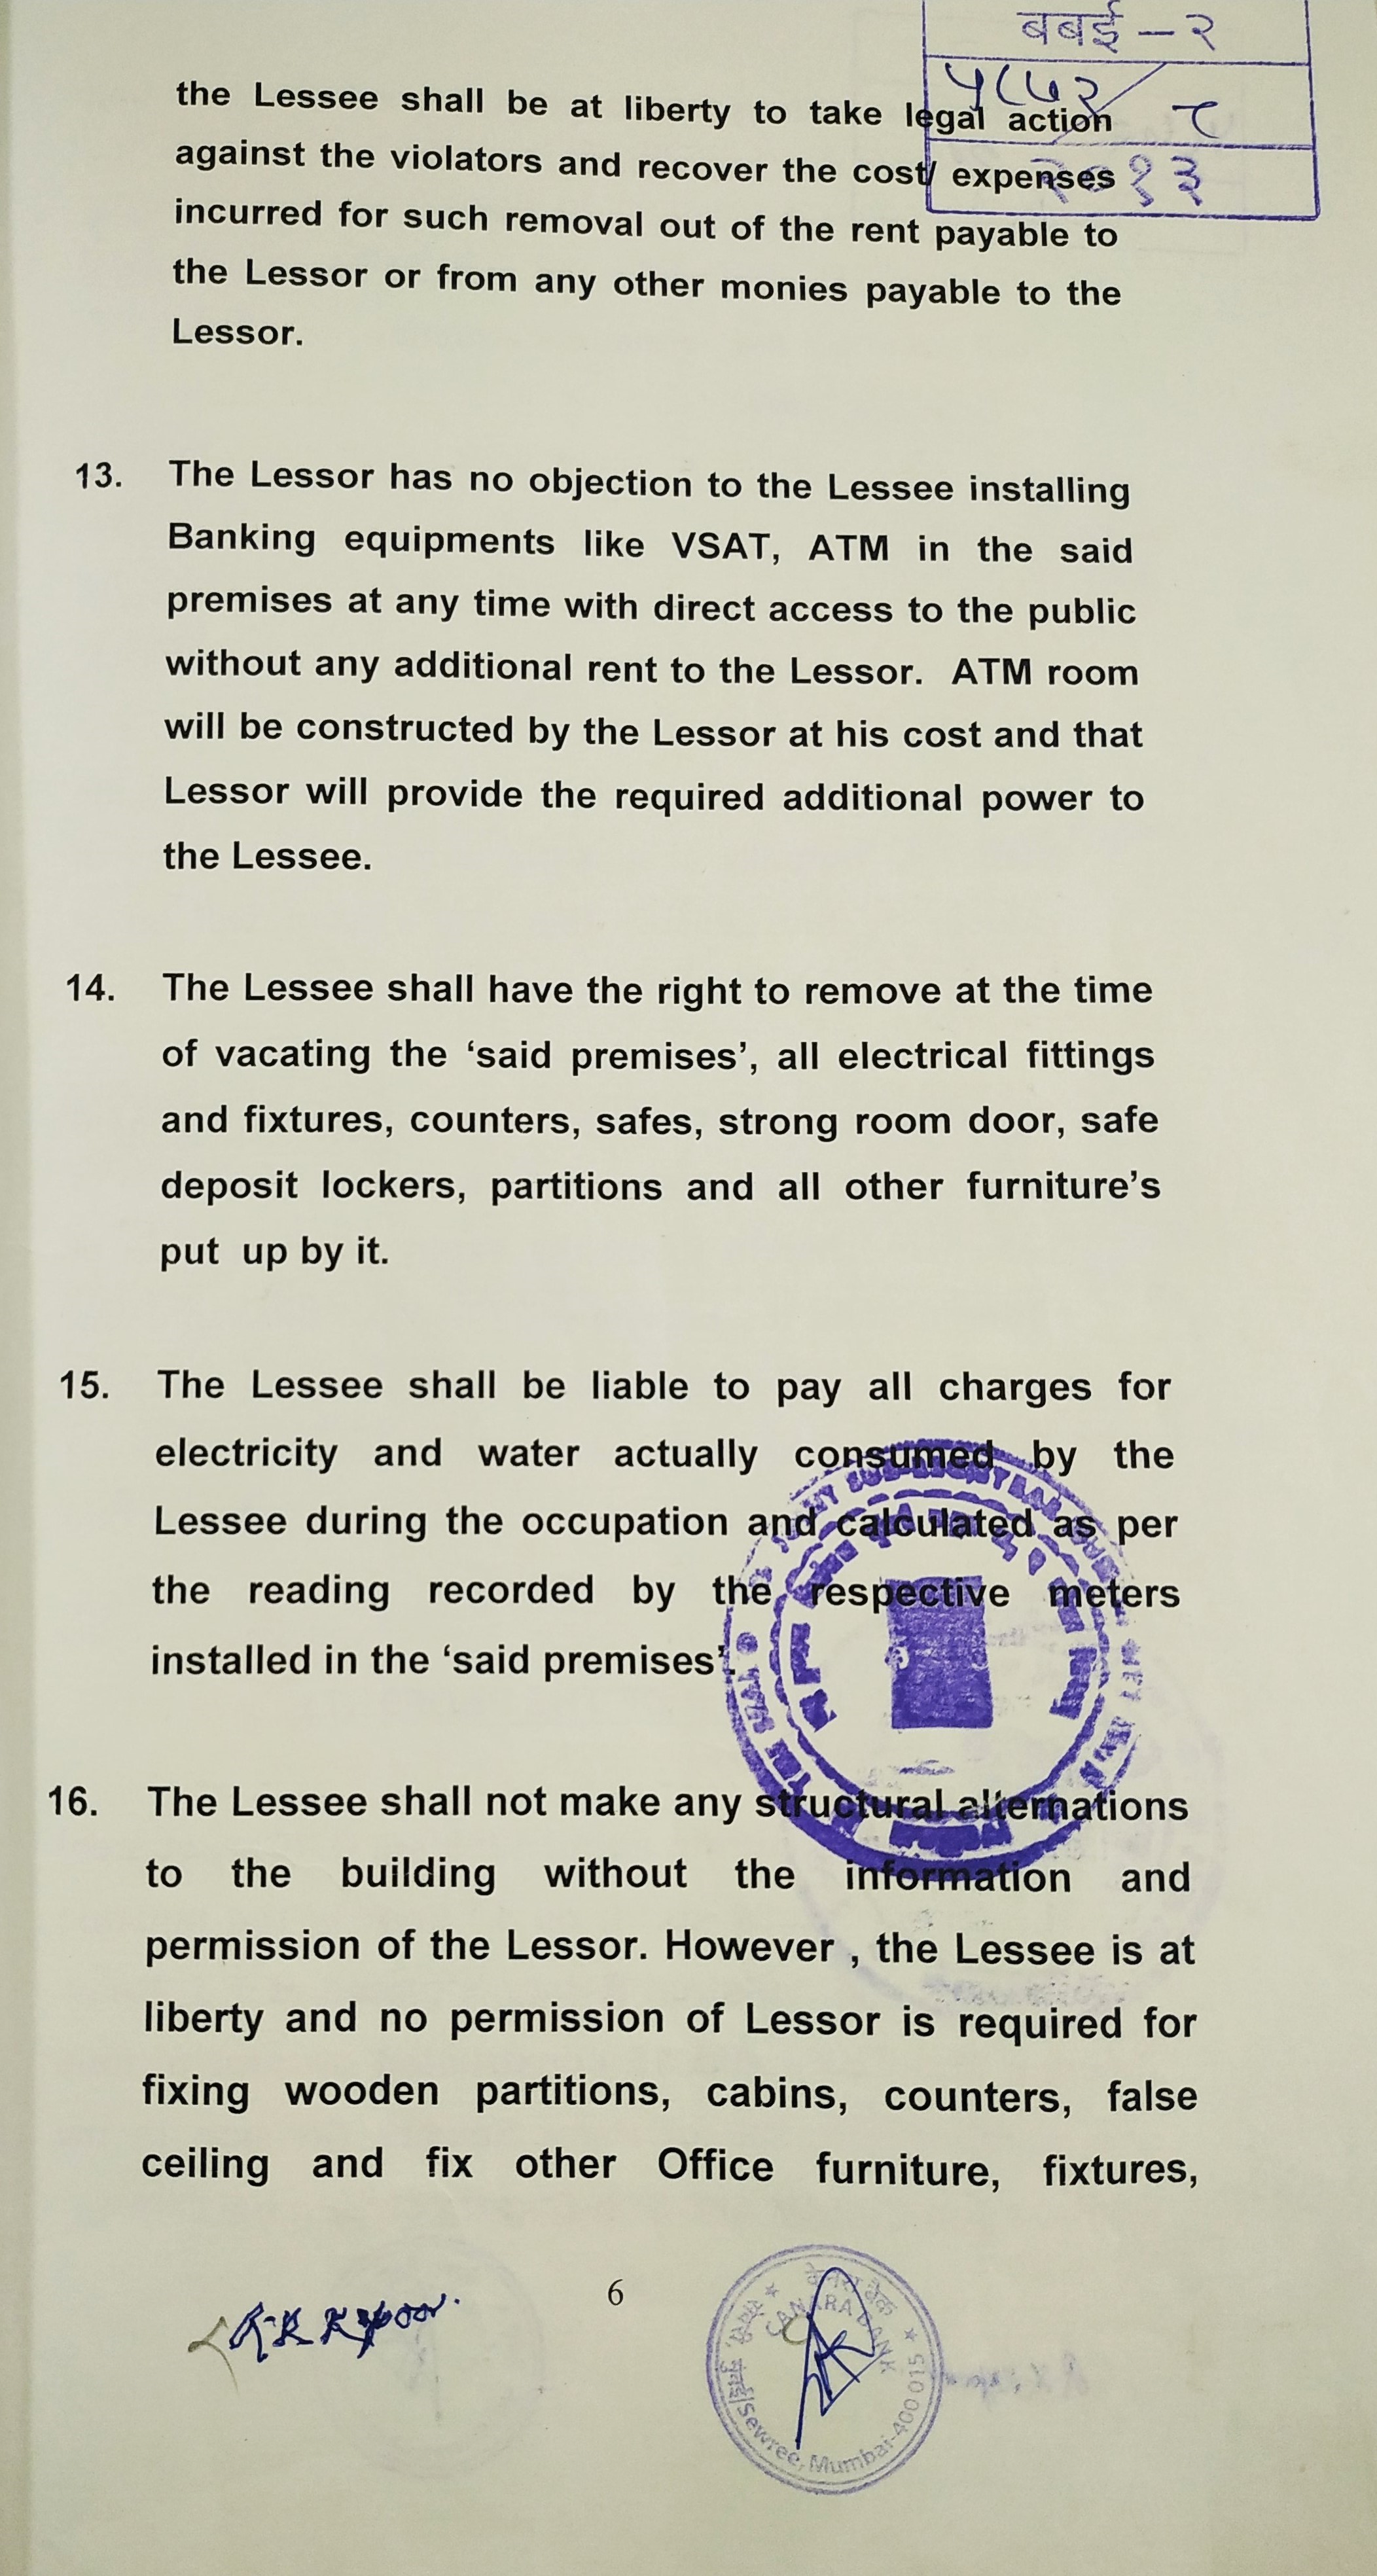 बबई - २
५८५२/ ८
२०१३
the Lessee shall be at liberty to take legal action
against the violators and recover the cost/ expenses
incurred for such removal out of the rent payable to
the Lessor or from any other monies payable to the
Lessor.
13. The Lessor has no objection to the Lessee installing
Banking equipments like VSAT, ATM in the said
premises at any time with direct access to the public
without any additional rent to the Lessor. ATM room
will be constructed by the Lessor at his cost and that
Lessor will provide the required additional power to
the Lessee.
14. The Lessee shall have the right to remove at the time
of vacating the ‘said premises’, all electrical fittings
and fixtures, counters, safes, strong room door, safe
deposit lockers, partitions and all other furniture’s
put up by it.
15. The Lessee shall be liable to pay all charges for
electricity and water actually consumed by the
Lessee during the occupation and calculated as per
the reading recorded by the respective meters
installed in the ‘said premises’.
16. The Lessee shall not make any structural alternations
to the building without the information and
permission of the Lessor. However , the Lessee is at
liberty and no permission of Lessor is required for
fixing wooden partitions, cabins, counters, false
ceiling and fix other Office furniture, fixtures,
6
केनरा बैंक
CANARA BANK
मुंबई/Sewree, Mumbai-400 015